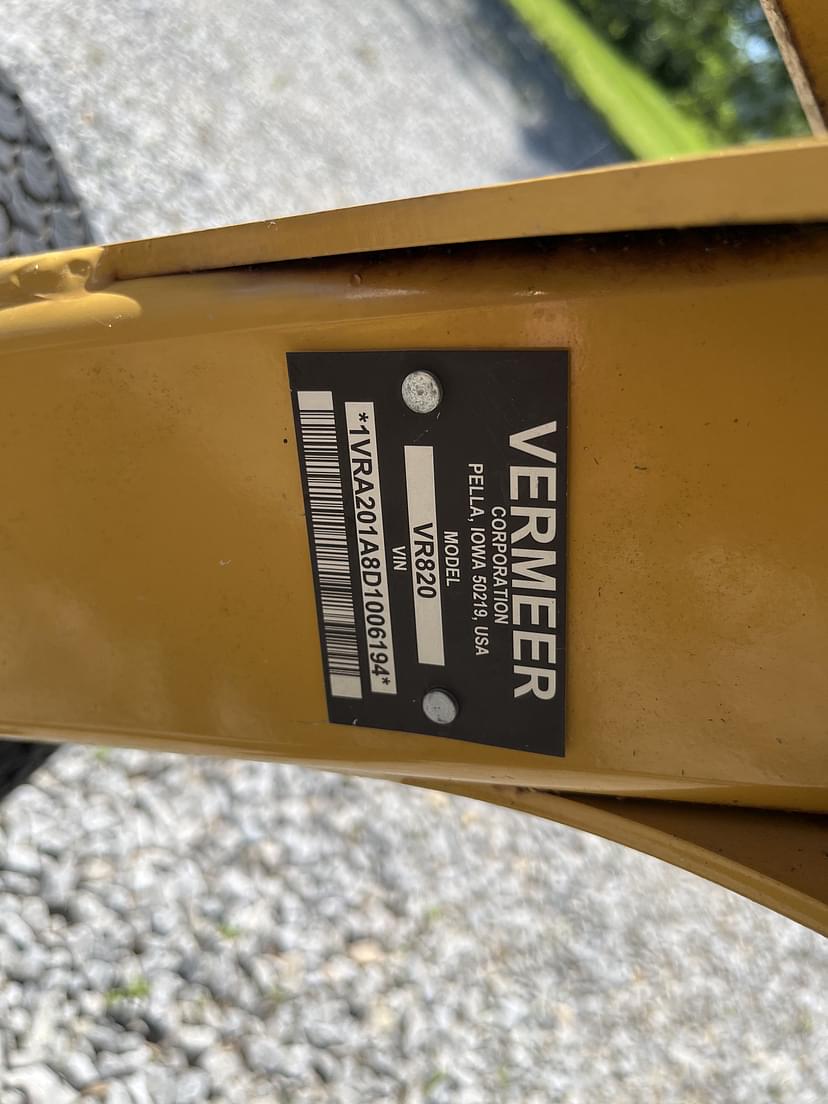 VERMEER
CORPORATION
PELLA, IOWA 50219, USA
MODEL
VR820
VIN
*1VRA201A8D1006194*